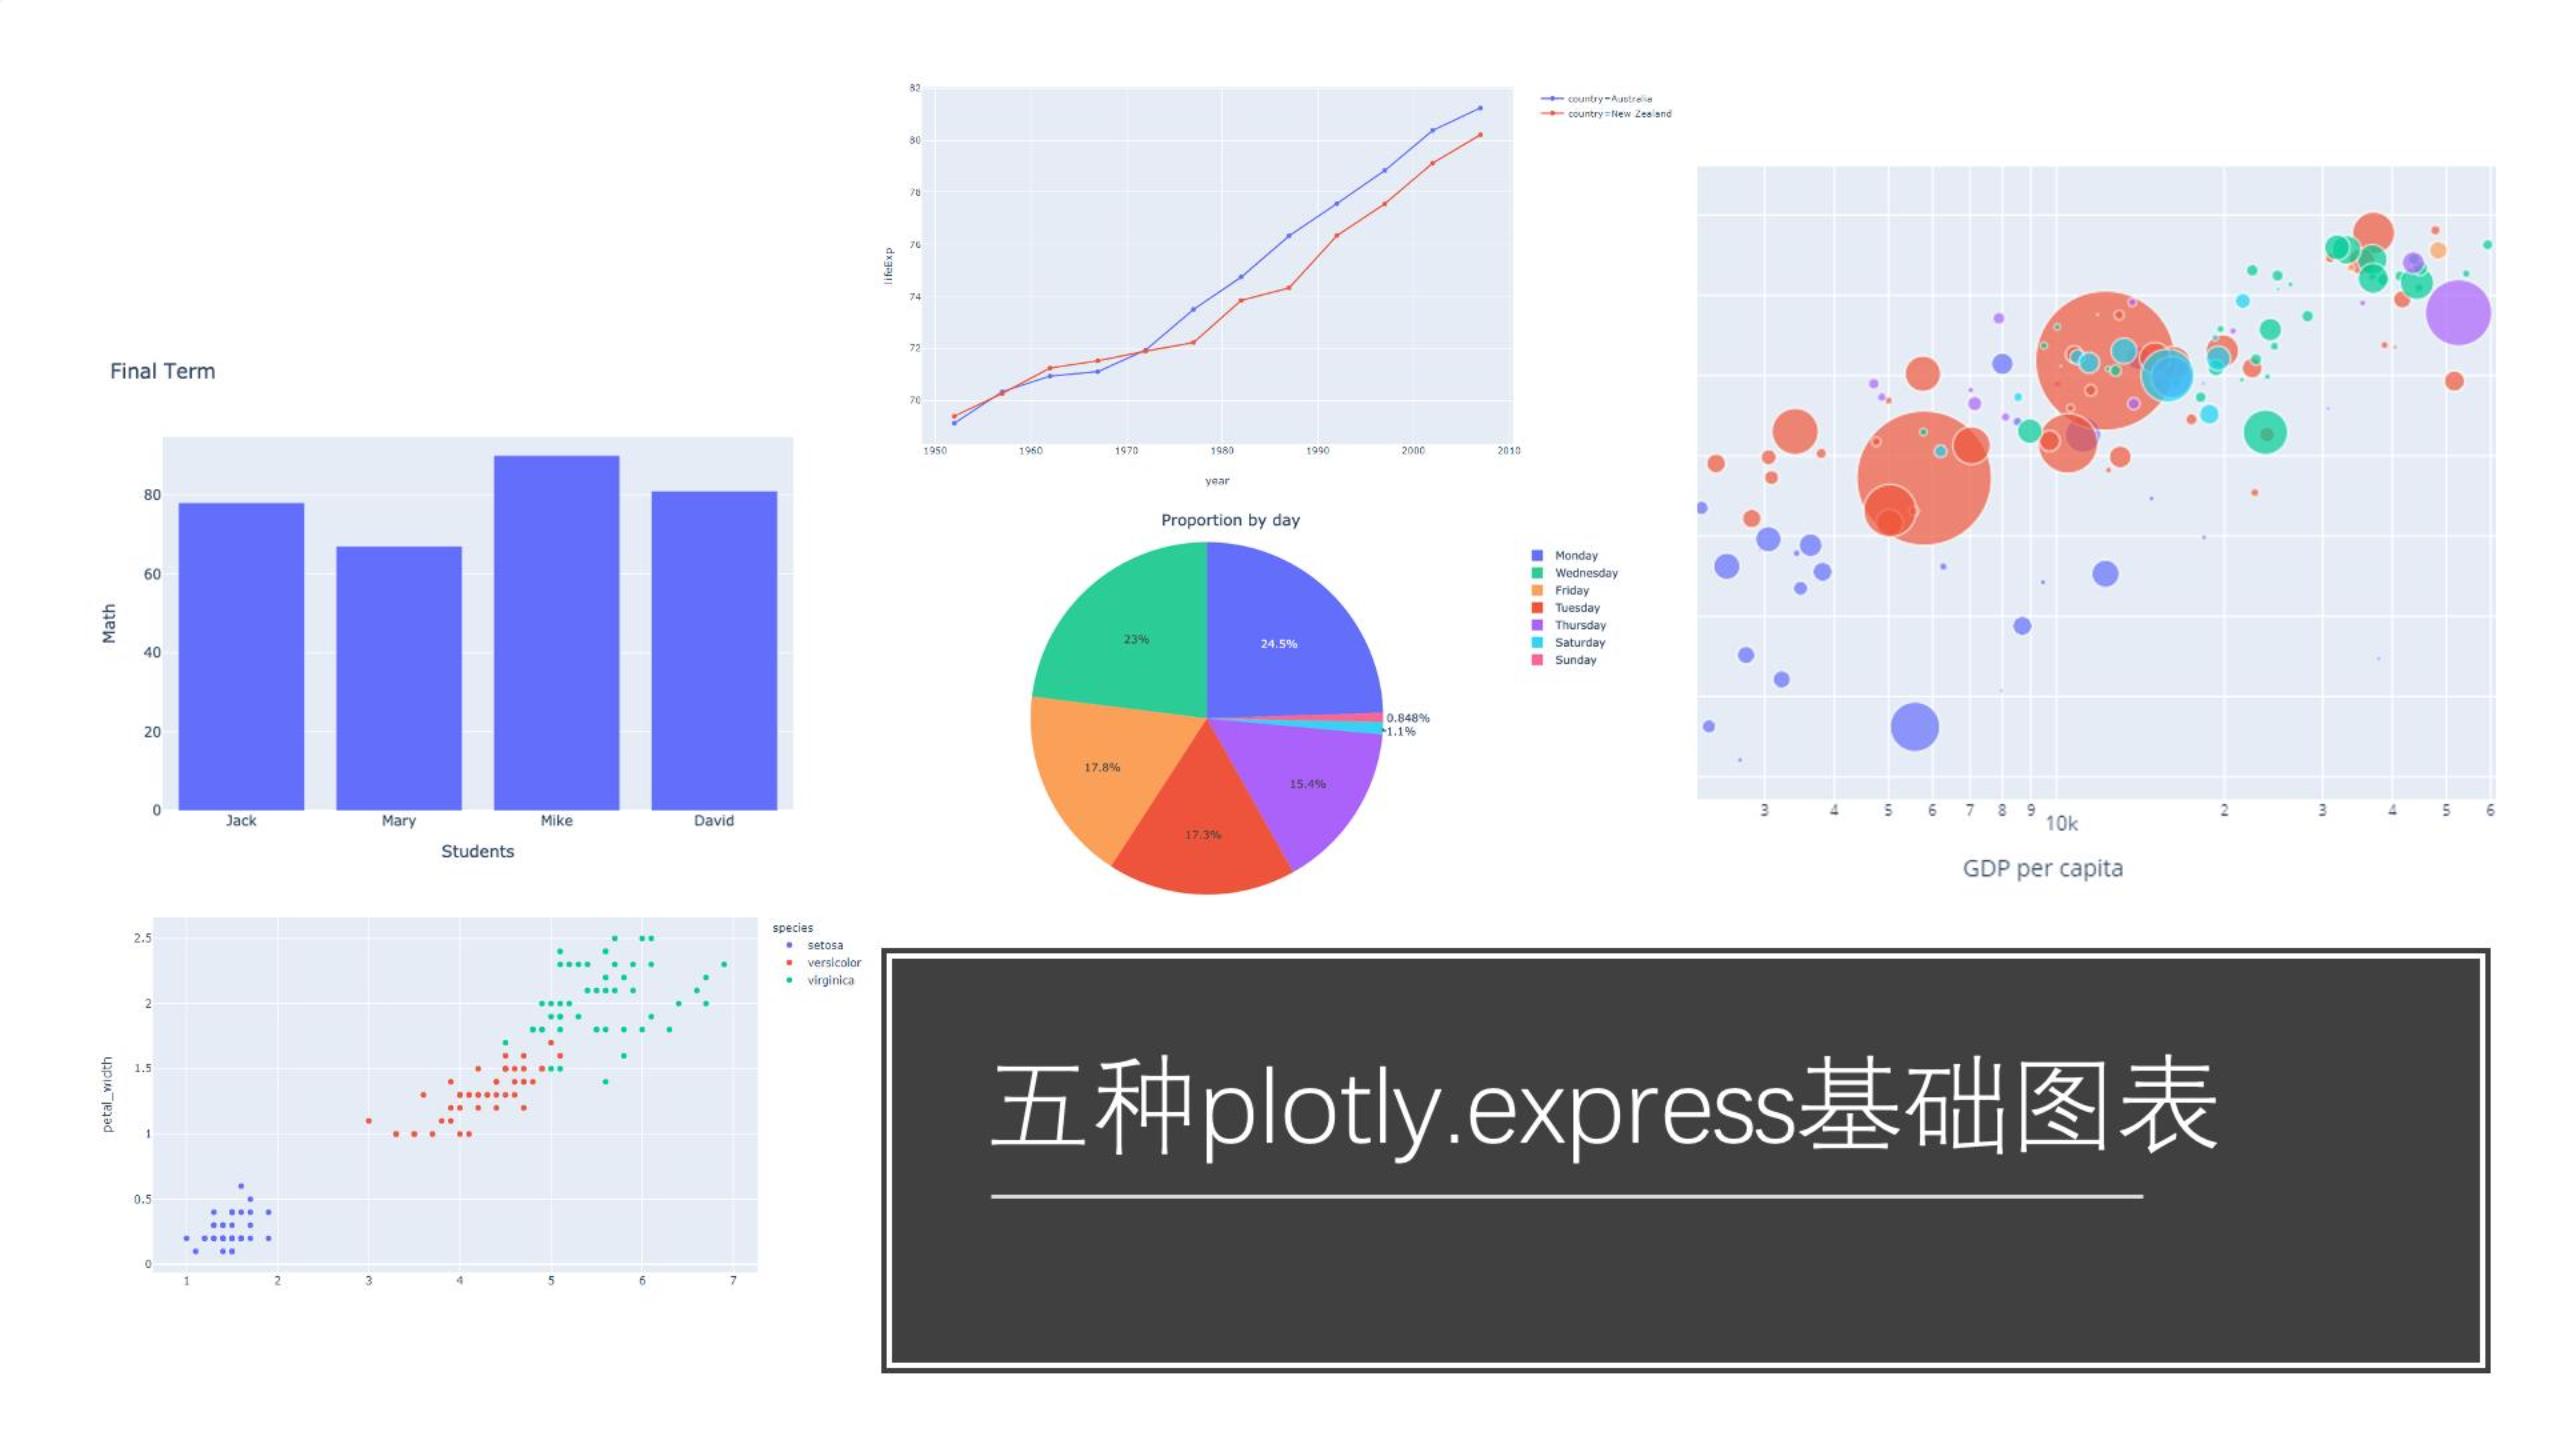 82
80
78
76
74
72
70
lifeExp
1950 1960 1970 1980 1990 2000 2010
year
country=Australia
country=New Zealand
Final Term
80
60
40
20
0
Math
Jack Mary Mike David
Students
Proportion by day
23%
24.5%
0.848%
1.1%
17.8%
15.4%
17.3%
Monday
Wednesday
Friday
Tuesday
Thursday
Saturday
Sunday
3 4 5 6 7 8 9 10k 2 3 4 5 6
GDP per capita
2.5
2
1.5
1
0.5
0
petal_width
1 2 3 4 5 6 7
species
setosa
versicolor
virginica
五种plotly.express基础图表